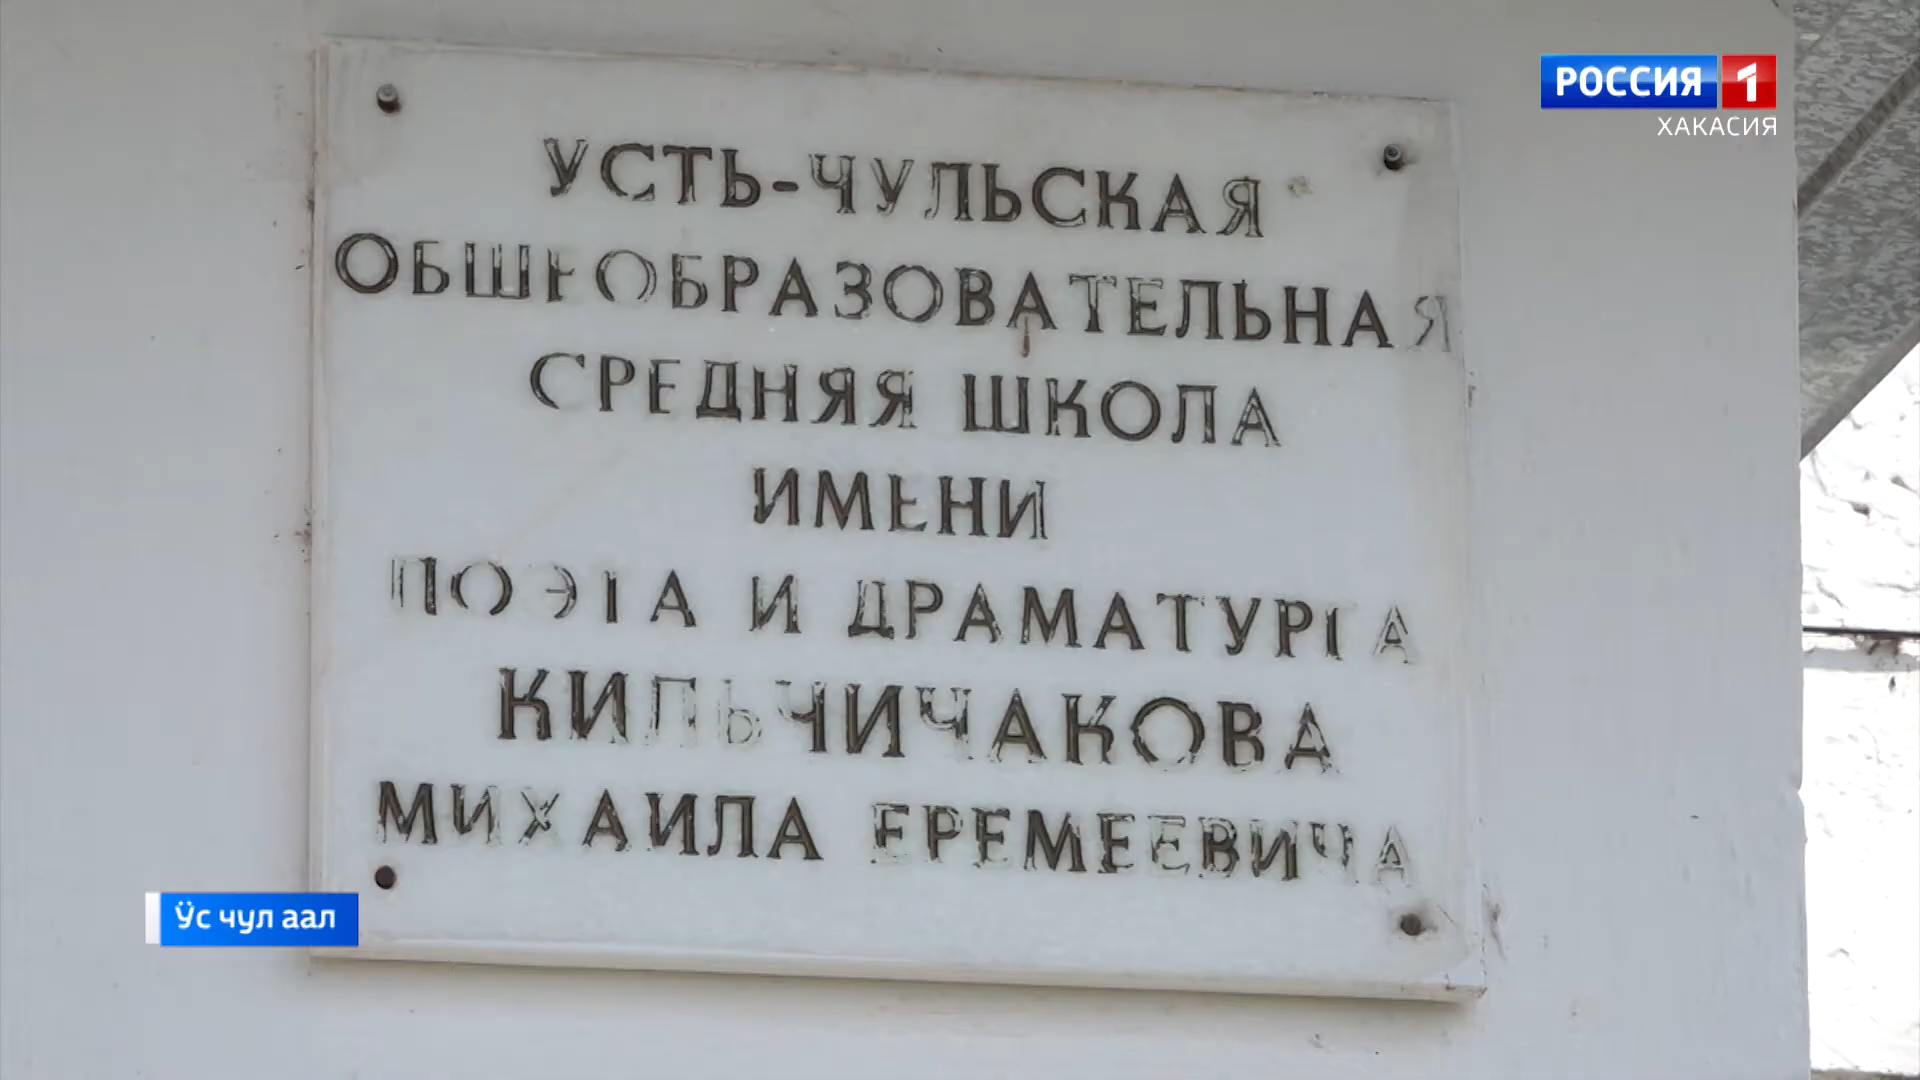 РОССИЯ 1
ХАКАСИЯ
УСТЬ-ЧУЛЬСКАЯ
ОБЩЕОБРАЗОВАТЕЛЬНАЯ
СРЕДНЯЯ ШКОЛА
ИМЕНИ
ПОЭТА И ДРАМАТУРГА
КИЛЬЧИЧАКОВА
МИХАИЛА ЕРЕМЕЕВИЧА
Ӱс чул аал